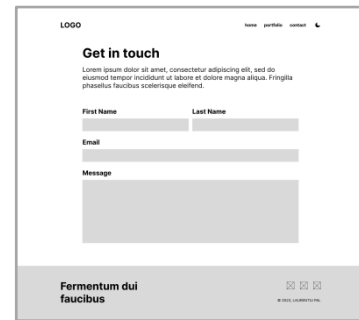 LOGO
home portfolio contact
Get in touch
Lorem ipsum dolor sit amet, consectetur adipiscing elit, sed do
eiusmod tempor incididunt ut labore et dolore magna aliqua. Fringilla
phasellus faucibus scelerisque eleifend.
First Name Last Name
Email
Message
Fermentum dui
faucibus
© 2023,